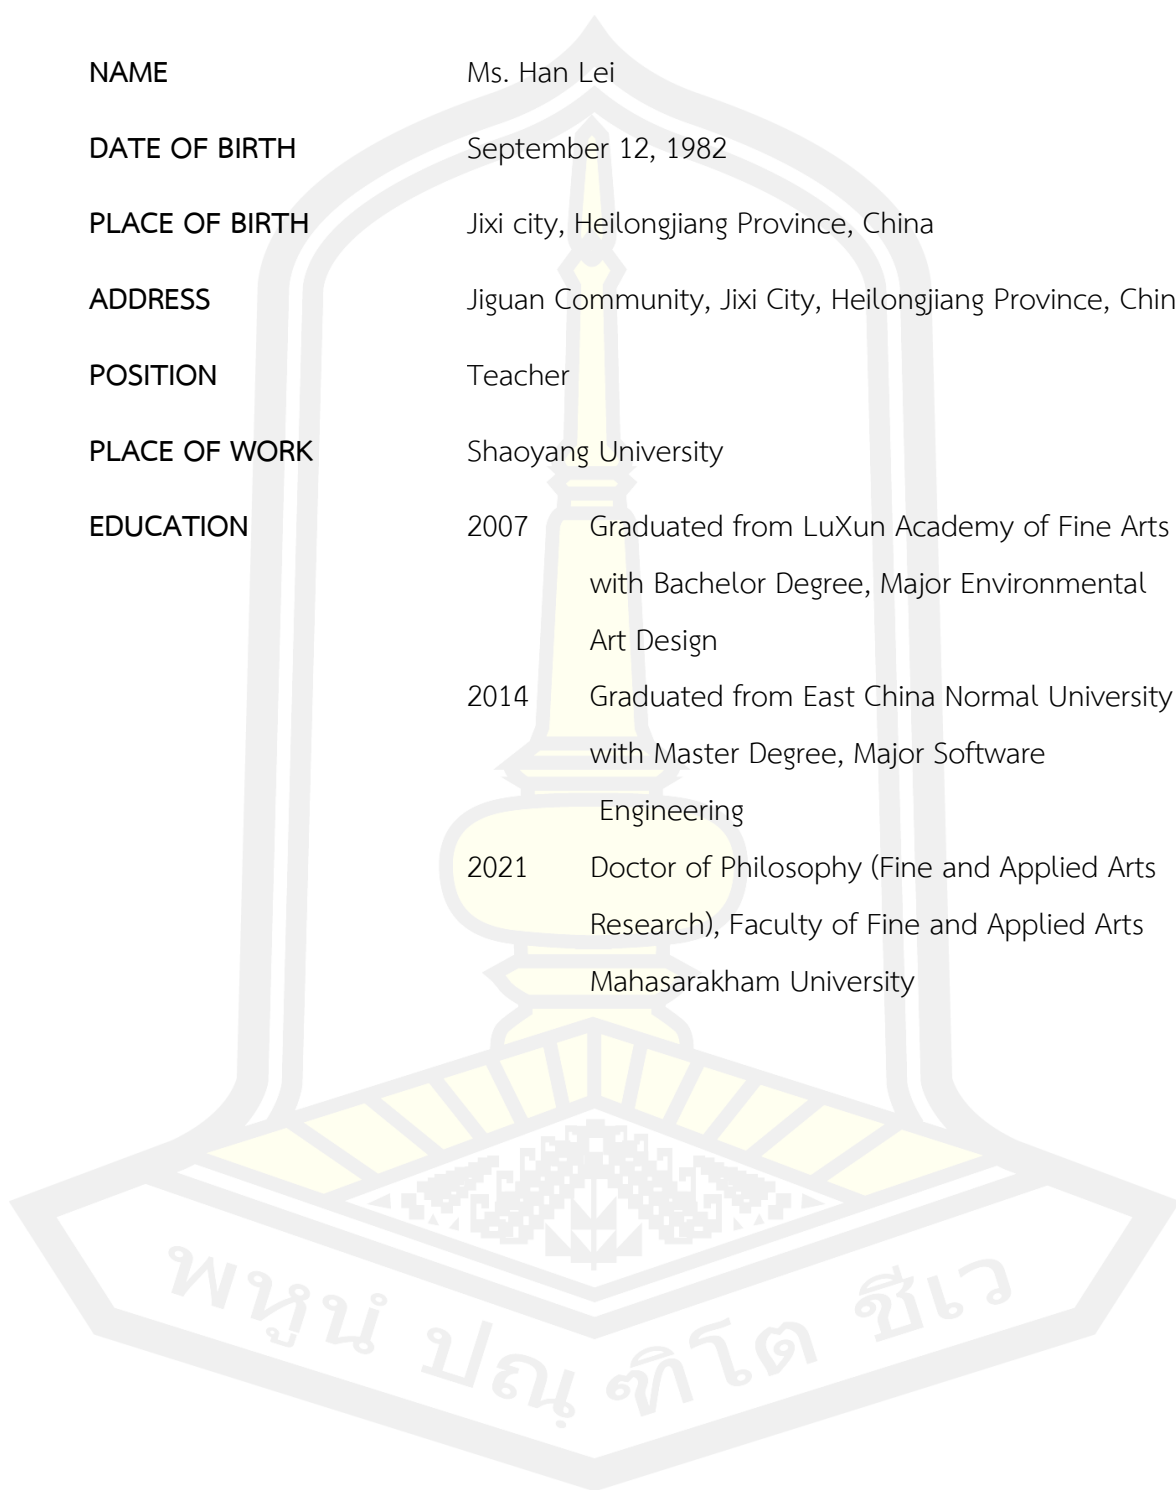 NAME Ms. Han Lei
DATE OF BIRTH September 12, 1982
PLACE OF BIRTH Jixi city, Heilongjiang Province, China
ADDRESS Jiguan Community, Jixi City, Heilongjiang Province, Chin
POSITION Teacher
PLACE OF WORK Shaoyang University
EDUCATION 2007 Graduated from LuXun Academy of Fine Arts
with Bachelor Degree, Major Environmental
Art Design
2014 Graduated from East China Normal University
with Master Degree, Major Software
Engineering
2021 Doctor of Philosophy (Fine and Applied Arts
Research), Faculty of Fine and Applied Arts
Mahasarakham University
พหูนํ ปณฺฑิโต ชีเว